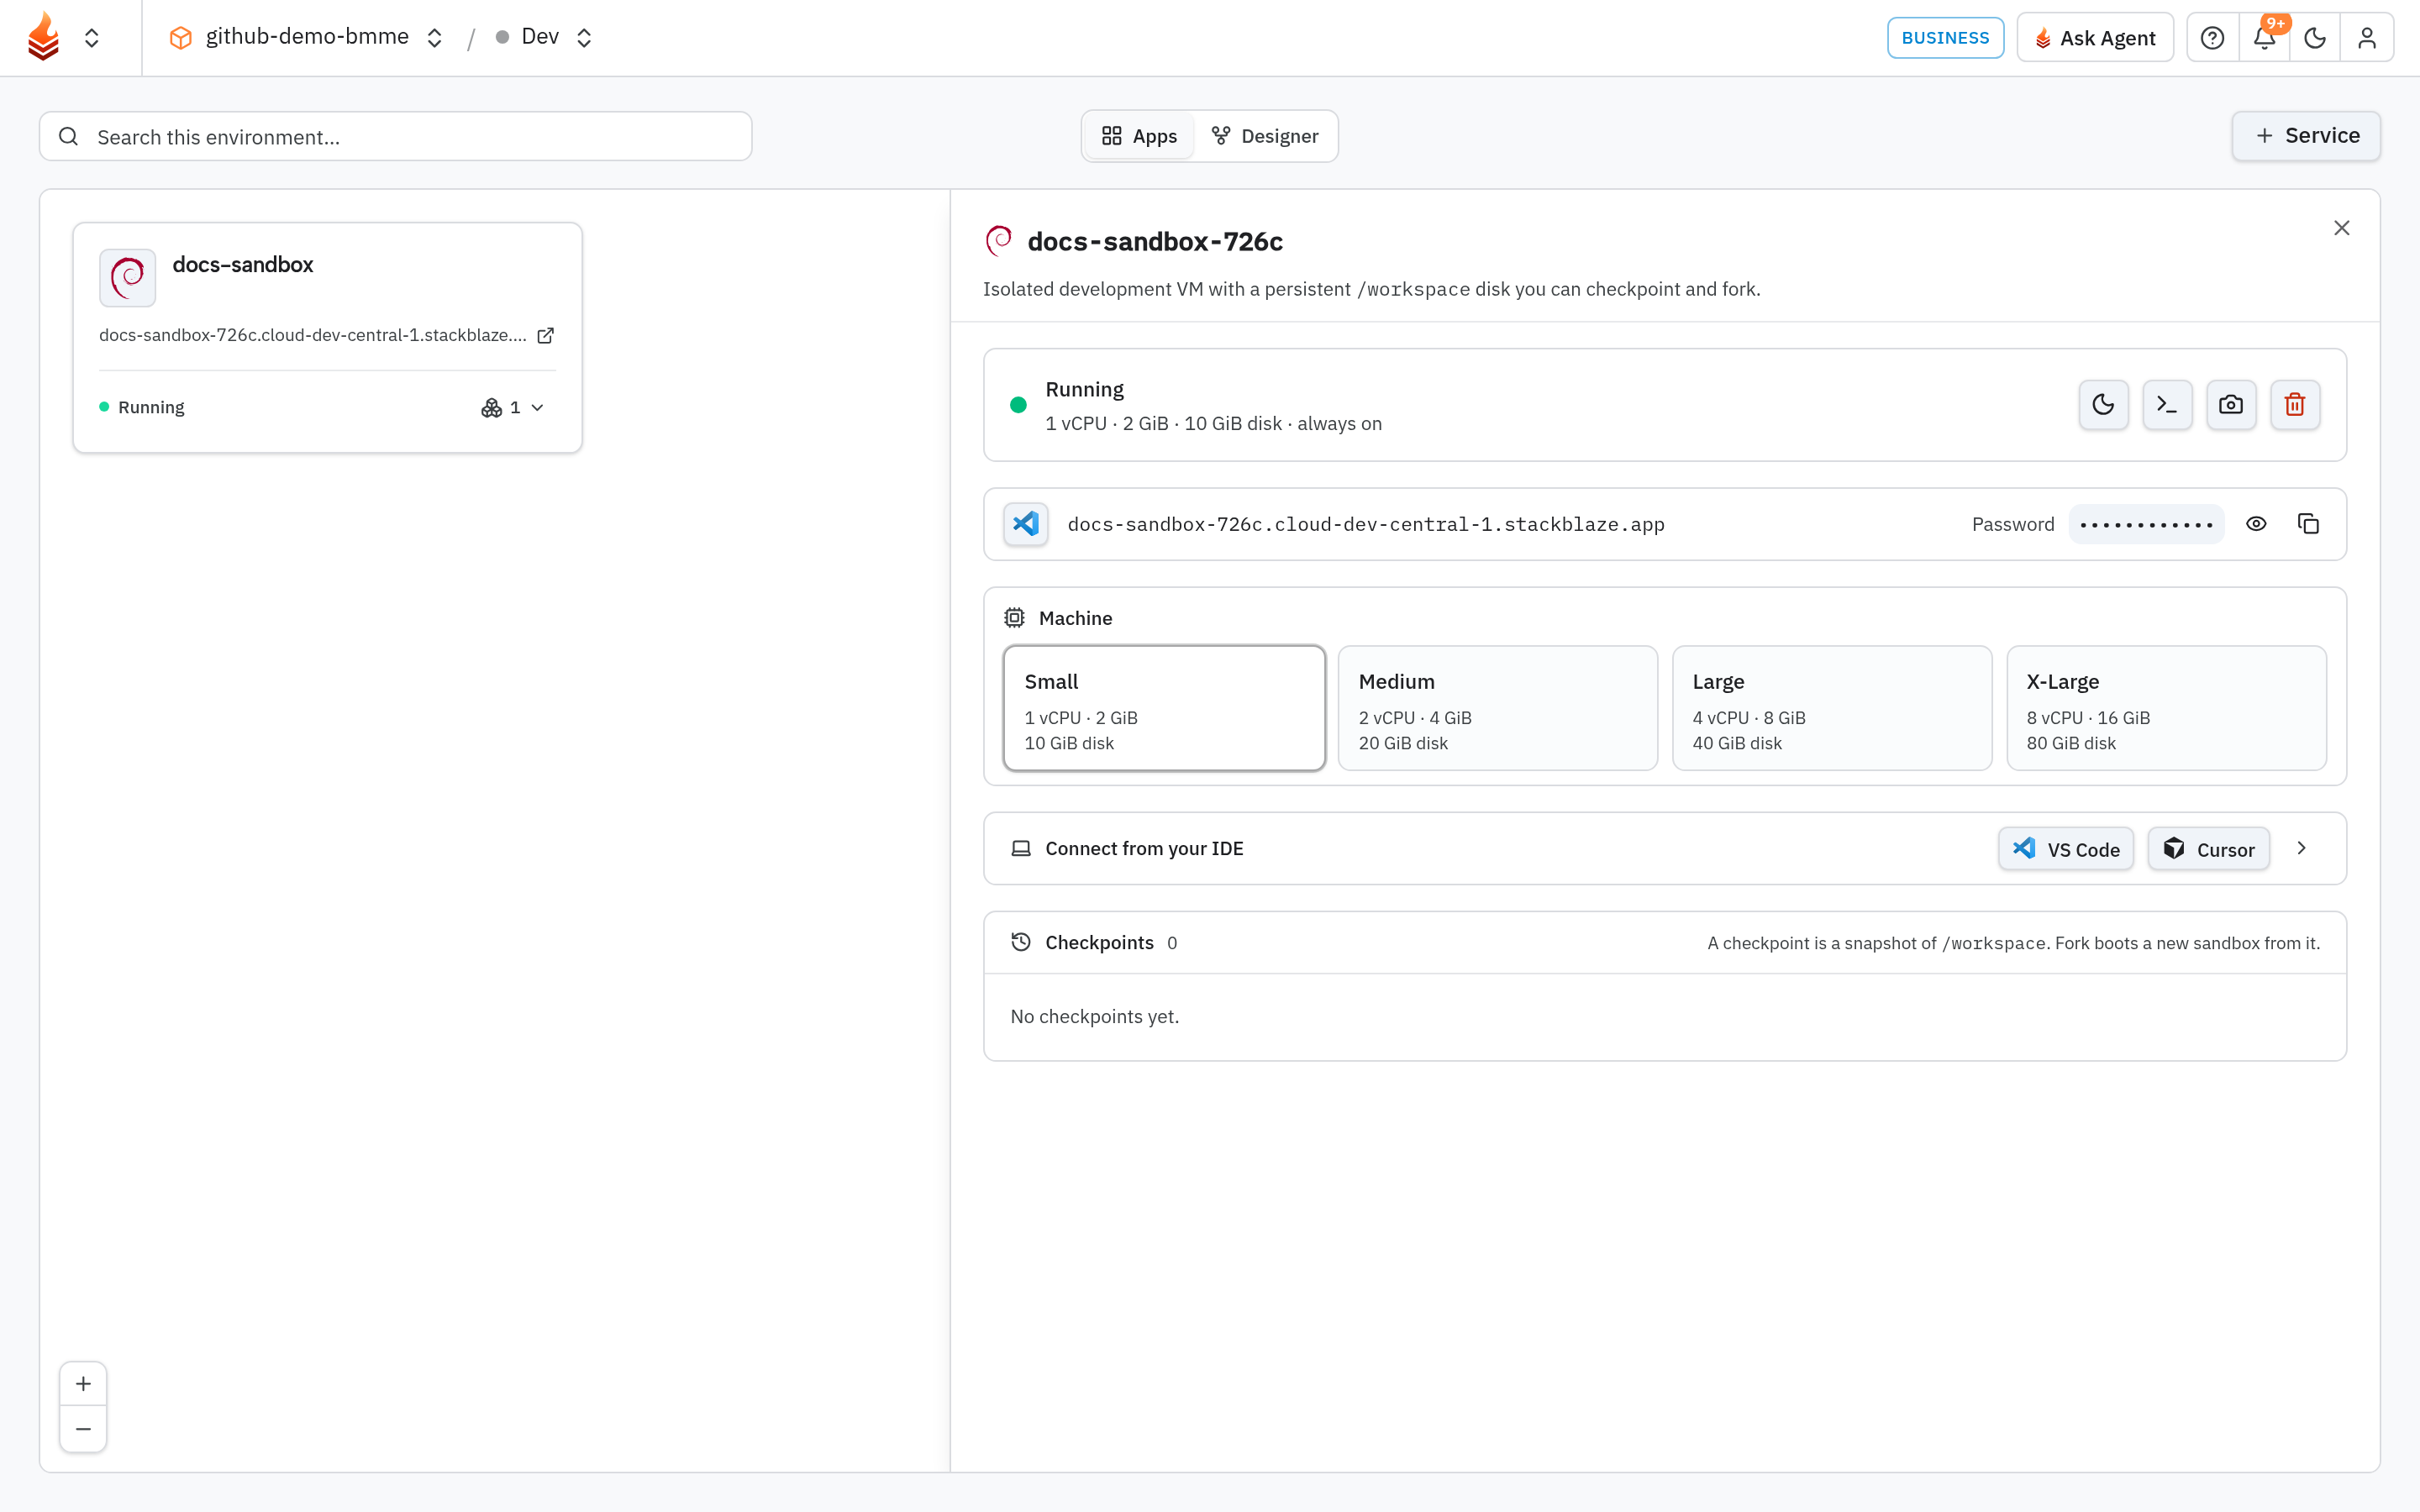 github-demo-bmme / Dev
BUSINESS
Ask Agent
9+
Search this environment...
Apps
Designer
+ Service
docs-sandbox
docs-sandbox-726c.cloud-dev-central-1.stackblaze....
Running
1
docs-sandbox-726c
Isolated development VM with a persistent /workspace disk you can checkpoint and fork.
Running
1 vCPU · 2 GiB · 10 GiB disk · always on
docs-sandbox-726c.cloud-dev-central-1.stackblaze.app
Password ••••••••••••
Machine
Small
1 vCPU · 2 GiB
10 GiB disk
Medium
2 vCPU · 4 GiB
20 GiB disk
Large
4 vCPU · 8 GiB
40 GiB disk
X-Large
8 vCPU · 16 GiB
80 GiB disk
Connect from your IDE
VS Code
Cursor
Checkpoints 0
A checkpoint is a snapshot of /workspace. Fork boots a new sandbox from it.
No checkpoints yet.